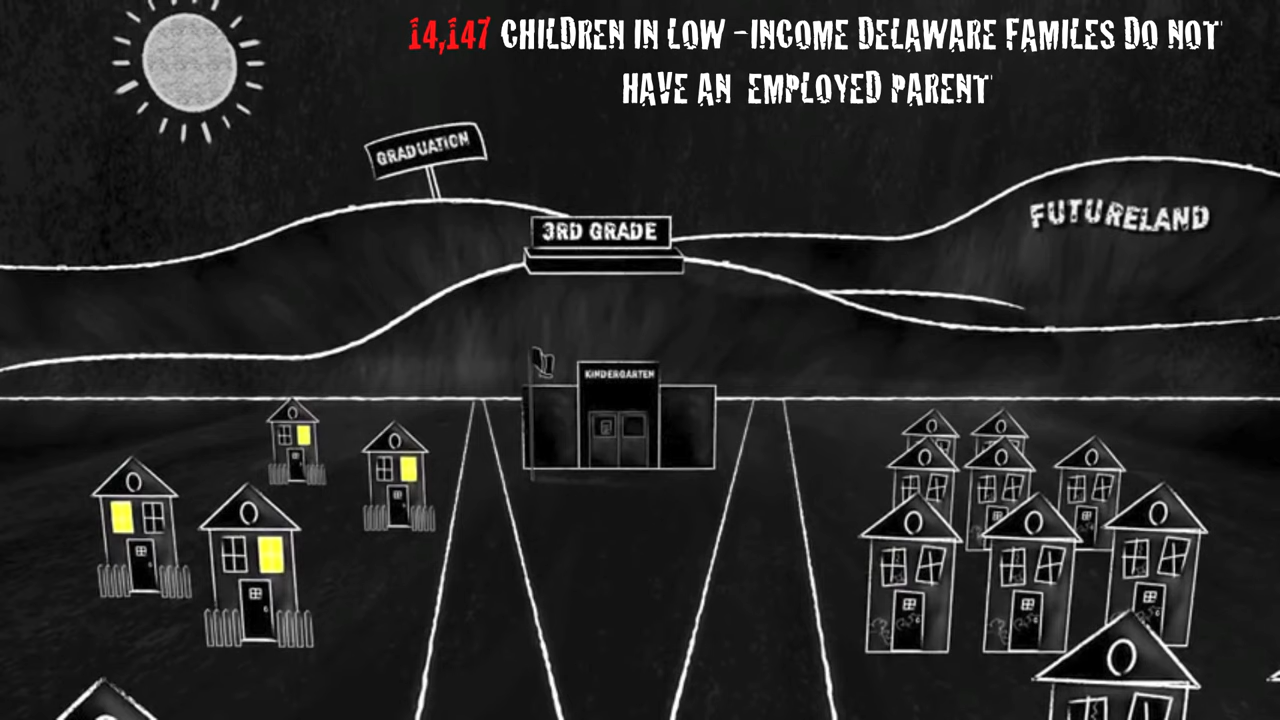 14,147 CHILDREN IN LOW -INCOME DELAWARE FAMILES DO NOT
HAVE AN EMPLOYED PARENT
GRADUATION
3RD GRADE
FUTURELAND
KINDERGARTEN